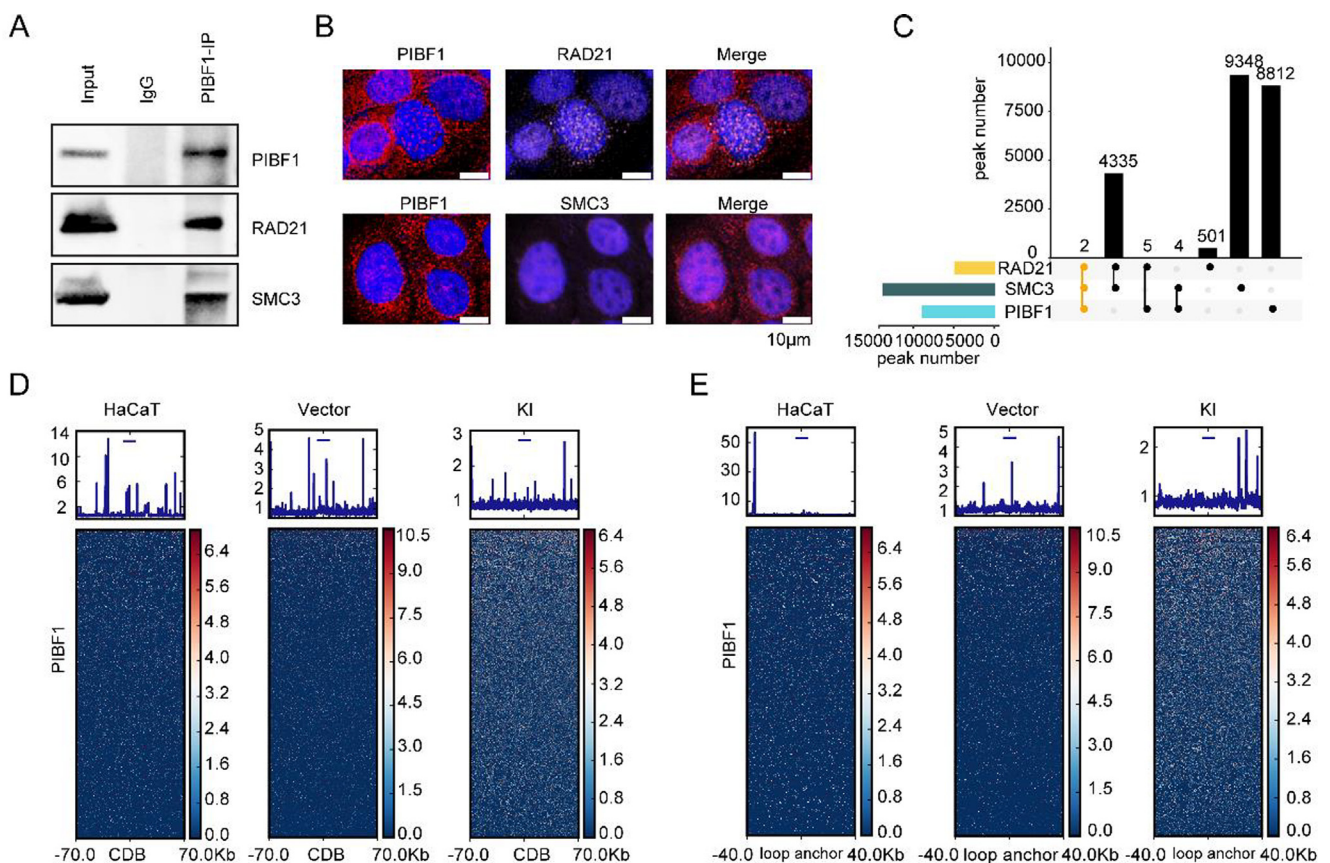 A
Input
IgG
PIBF1-IP
PIBF1
RAD21
SMC3
B
PIBF1
RAD21
Merge
PIBF1
SMC3
Merge
10μm
C
peak number
10000
7500
5000
2500
0
2
4335
5
4
501
9348
8812
RAD21
SMC3
PIBF1
15000 10000 5000 0
peak number
D
HaCaT
Vector
KI
14
10
6
2
5
4
3
2
1
3
2
1
PIBF1
6.4
5.6
4.8
4.0
3.2
2.4
1.6
0.8
0.0
10.5
9.0
7.5
6.0
4.5
3.0
1.5
0.0
6.4
5.6
4.8
4.0
3.2
2.4
1.6
0.8
0.0
-70.0 CDB 70.0Kb
-70.0 CDB 70.0Kb
-70.0 CDB 70.0Kb
E
HaCaT
Vector
KI
50
30
10
5
4
3
2
1
2
1
PIBF1
6.4
5.6
4.8
4.0
3.2
2.4
1.6
0.8
0.0
10.5
9.0
7.5
6.0
4.5
3.0
1.5
0.0
6.4
5.6
4.8
4.0
3.2
2.4
1.6
0.8
0.0
-40.0 loop anchor 40.0Kb
-40.0 loop anchor 40.0Kb
-40.0 loop anchor 40.0Kb